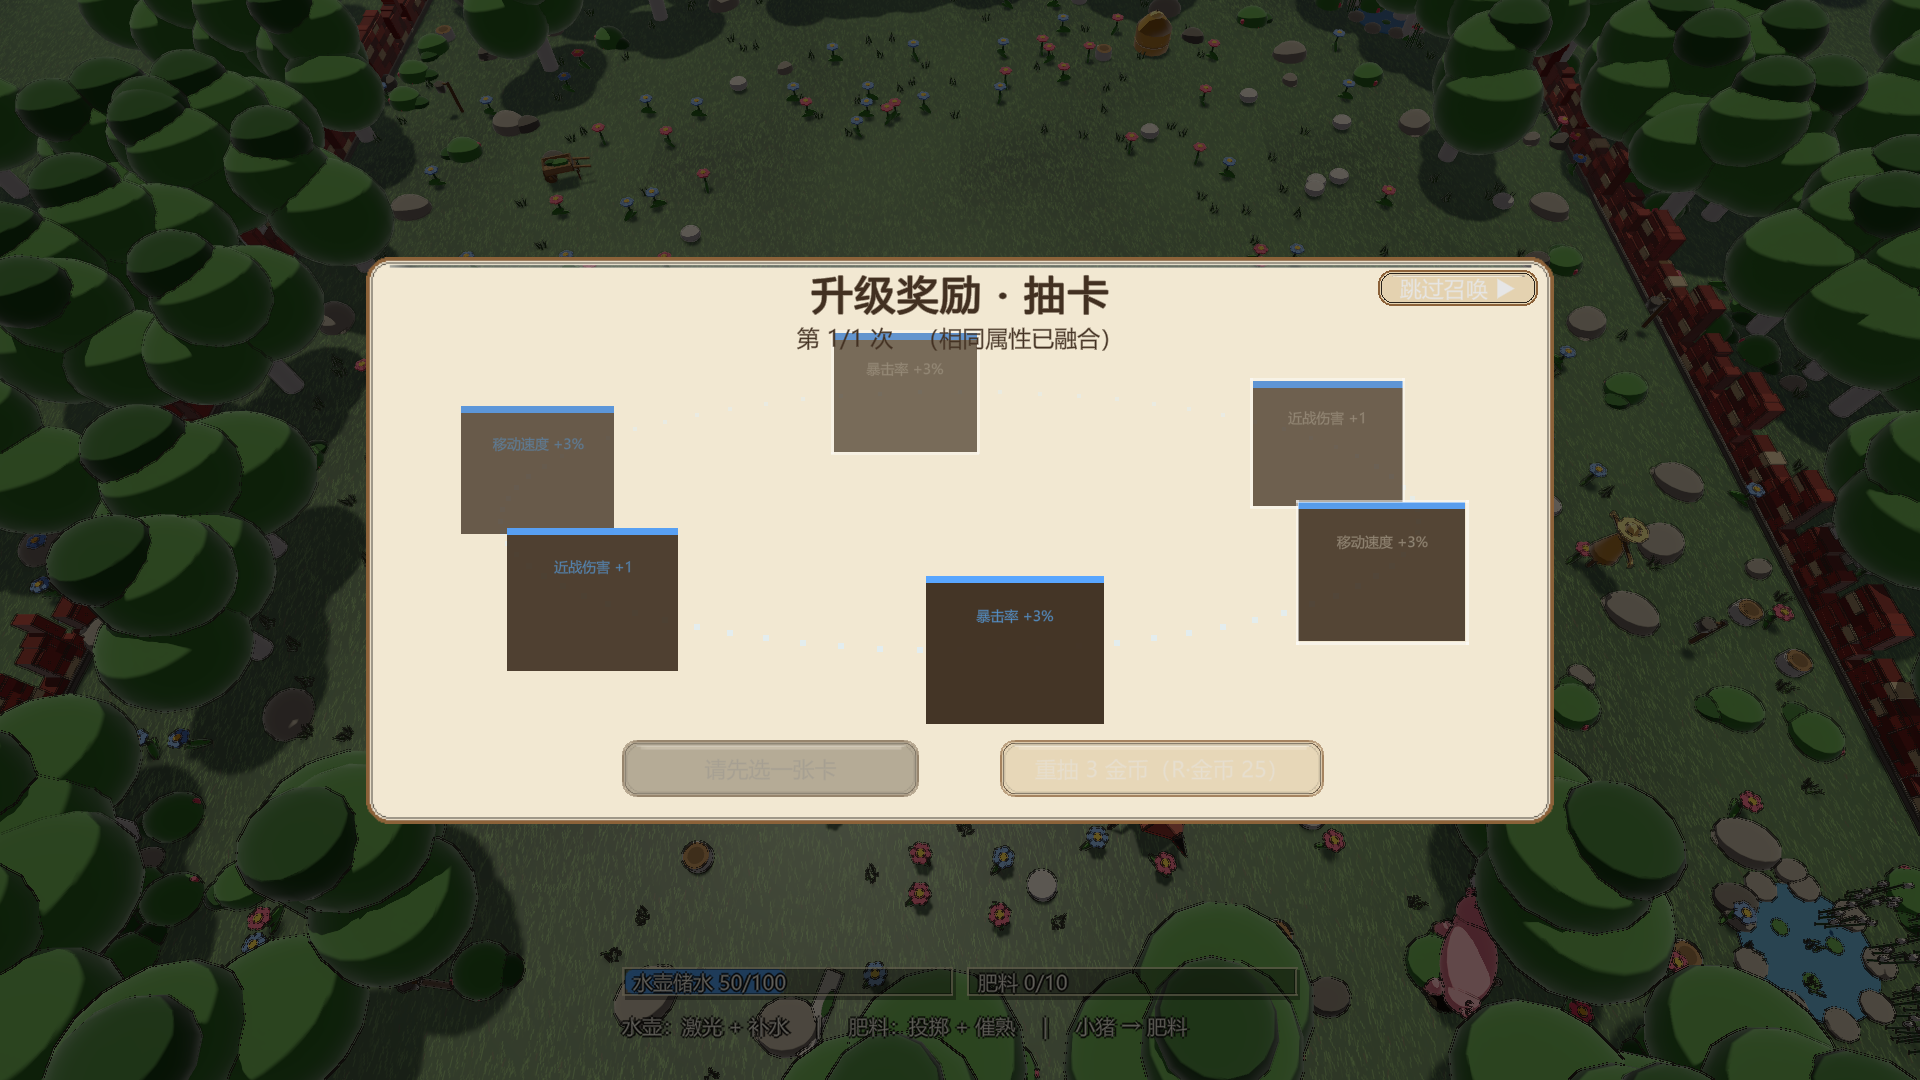 升级奖励 · 抽卡
跳过召唤 ▶
第 1/1 次 （相同属性已融合）
暴击率 +3%
近战伤害 +1
移动速度 +3%
移动速度 +3%
近战伤害 +1
暴击率 +3%
请先选一张卡
重抽 3 金币（R·金币 25）
水壶储水 50/100
肥料 0/10
水壶：激光 + 补水 | 肥料：投掷 + 催熟 | 小猪 → 肥料